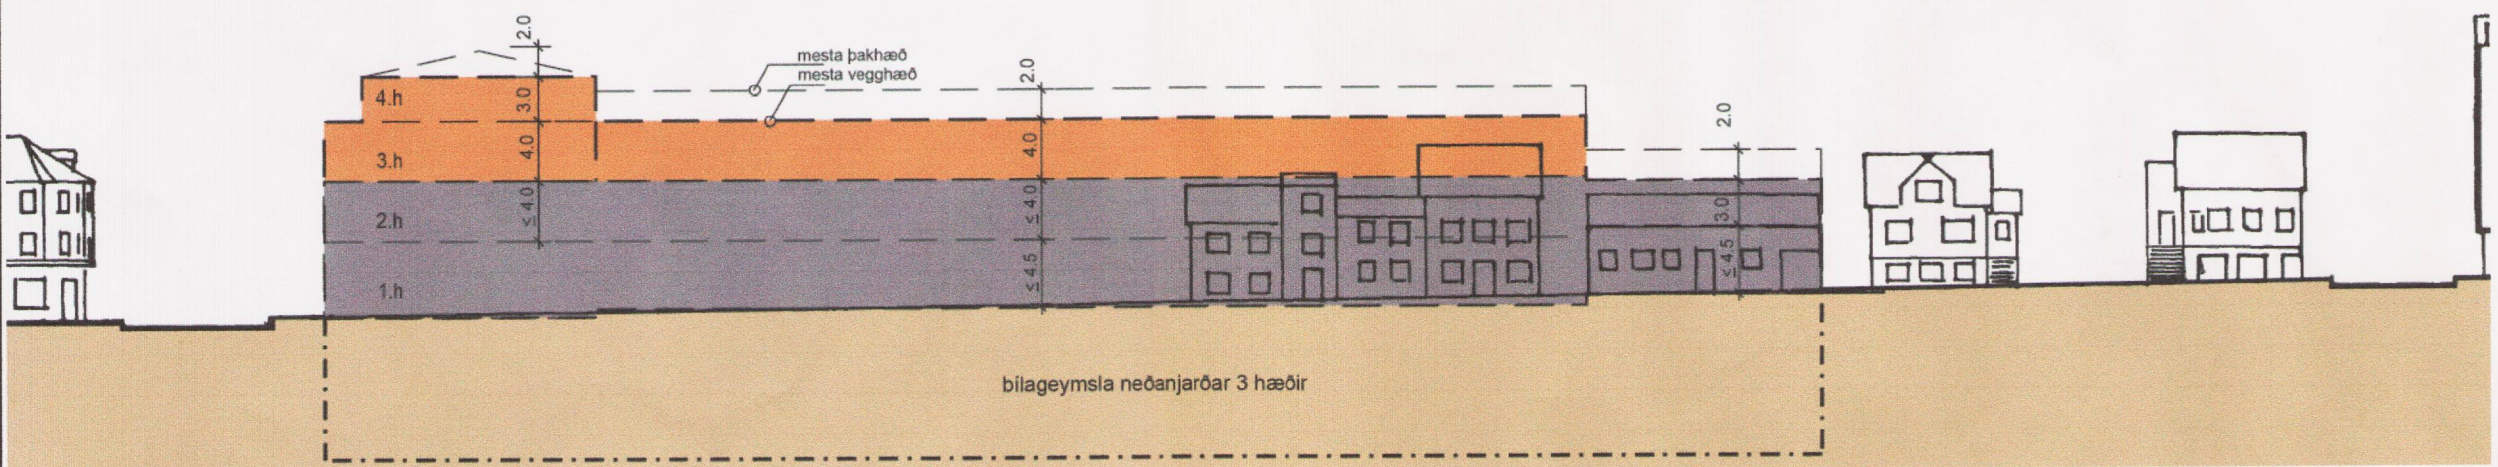 2.0
mesta þakhæð
mesta vegghæð
2.0
4.h
3.0
2.0
3.h
4.0
4.0
2.h
≤ 4.0
≤ 4.0
3.0
1.h
≤ 4.5
≤ 4.5
bílageymsla neðanjarðar 3 hæðir